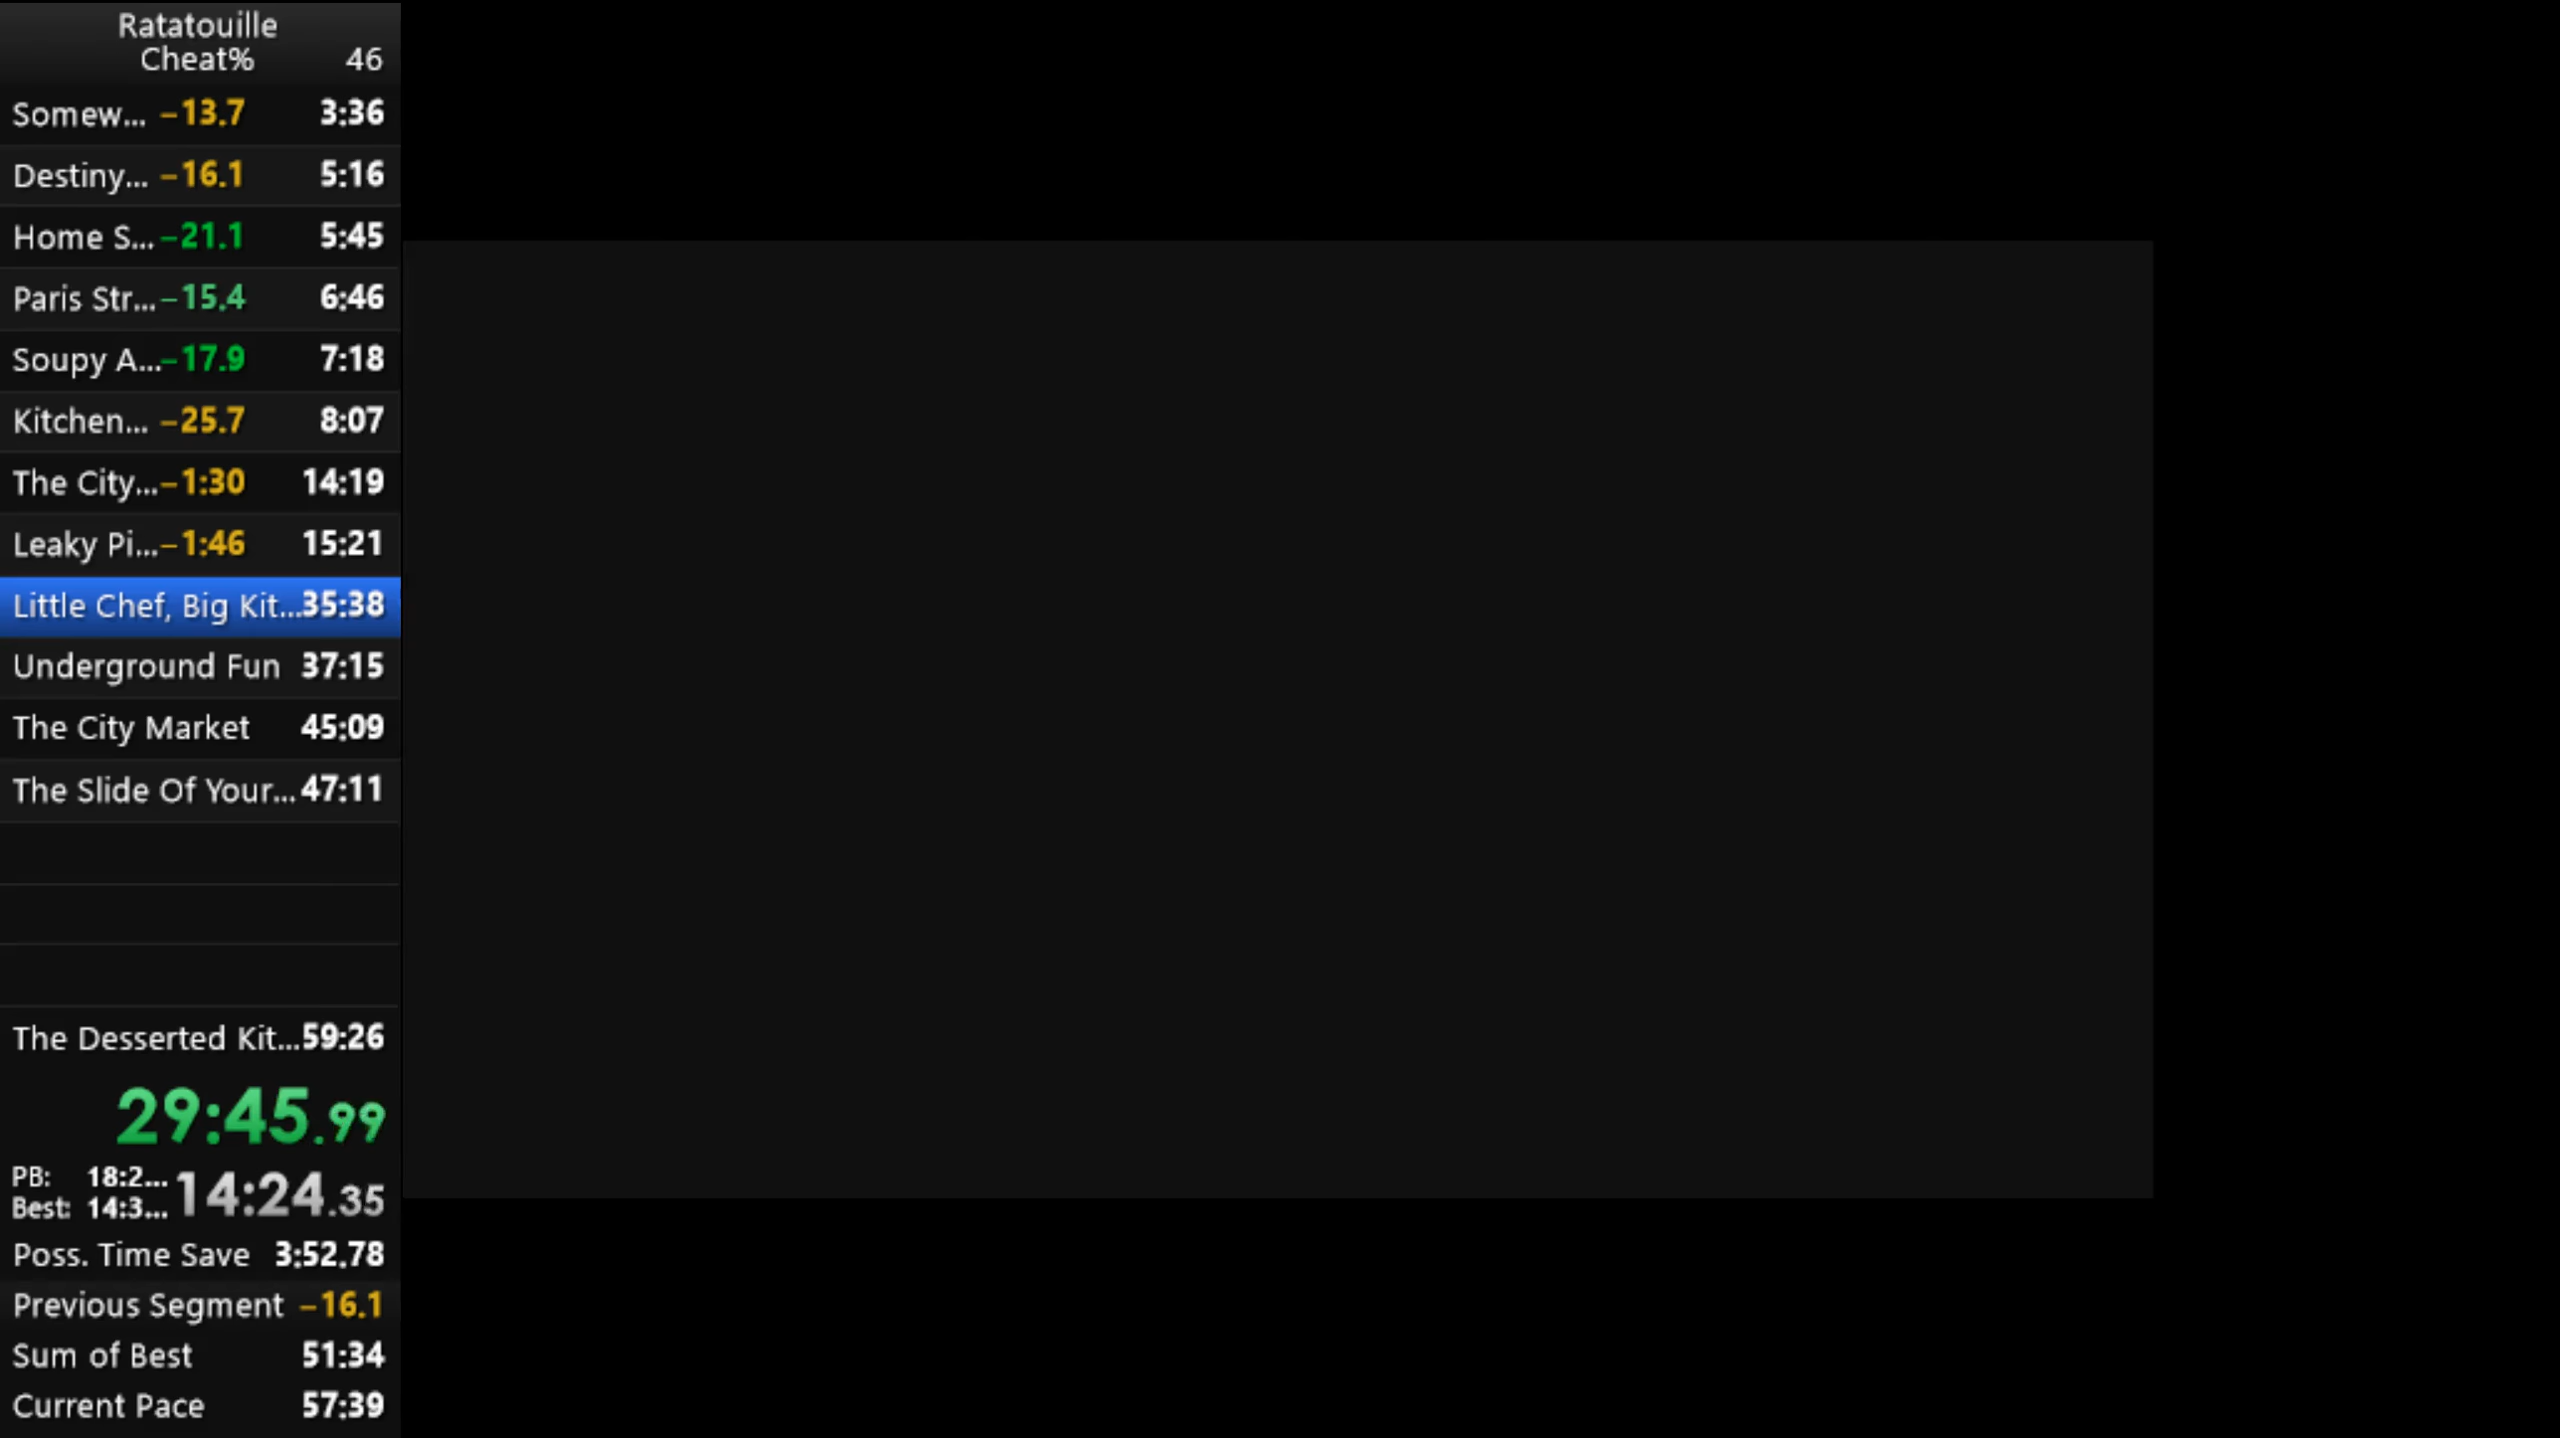 Ratatouille
Cheat% 46
Somew... −13.7 3:36
Destiny... −16.1 5:16
Home S... −21.1 5:45
Paris Str... −15.4 6:46
Soupy A... −17.9 7:18
Kitchen... −25.7 8:07
The City... −1:30 14:19
Leaky Pi... −1:46 15:21
Little Chef, Big Kit... 35:38
Underground Fun 37:15
The City Market 45:09
The Slide Of Your... 47:11
The Desserted Kit... 59:26
29:45.99
PB: 18:2...
Best: 14:3... 14:24.35
Poss. Time Save 3:52.78
Previous Segment −16.1
Sum of Best 51:34
Current Pace 57:39